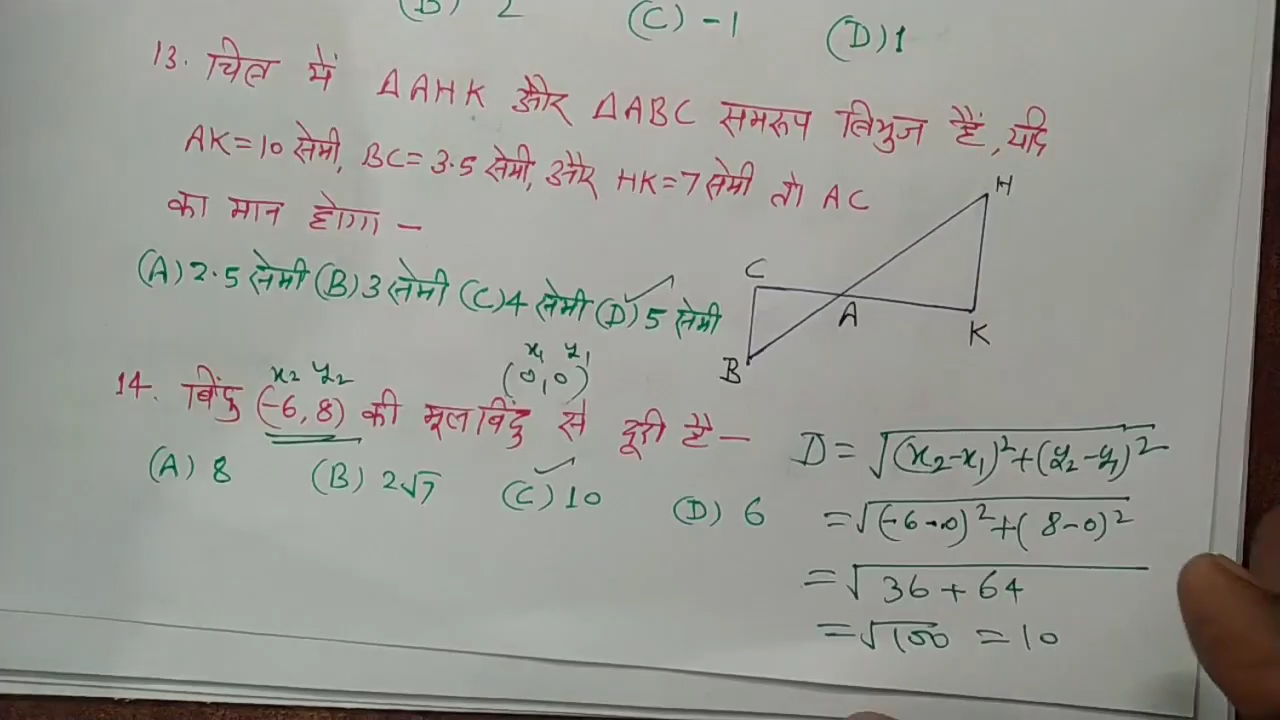 (B) 2 (C) -1 (D) 1
13. चित्र में ΔAHK और ΔABC समरूप त्रिभुज हैं, यदि
AK=10 सेमी, BC=3.5 सेमी, और HK=7 सेमी तो AC
का मान होगा –
(A) 2.5 सेमी (B) 3 सेमी (C) 4 सेमी (D) 5 सेमी
H
C
A
K
B
x₂ y₂ x₁ y₁
(0,0)
14. बिंदु (-6, 8) की मूलबिंदु से दूरी है –
(A) 8 (B) 2√7 (C) 10 (D) 6
D = √(x₂-x₁)²+(y₂-y₁)²
= √(-6-0)²+(8-0)²
= √36+64
= √100 = 10